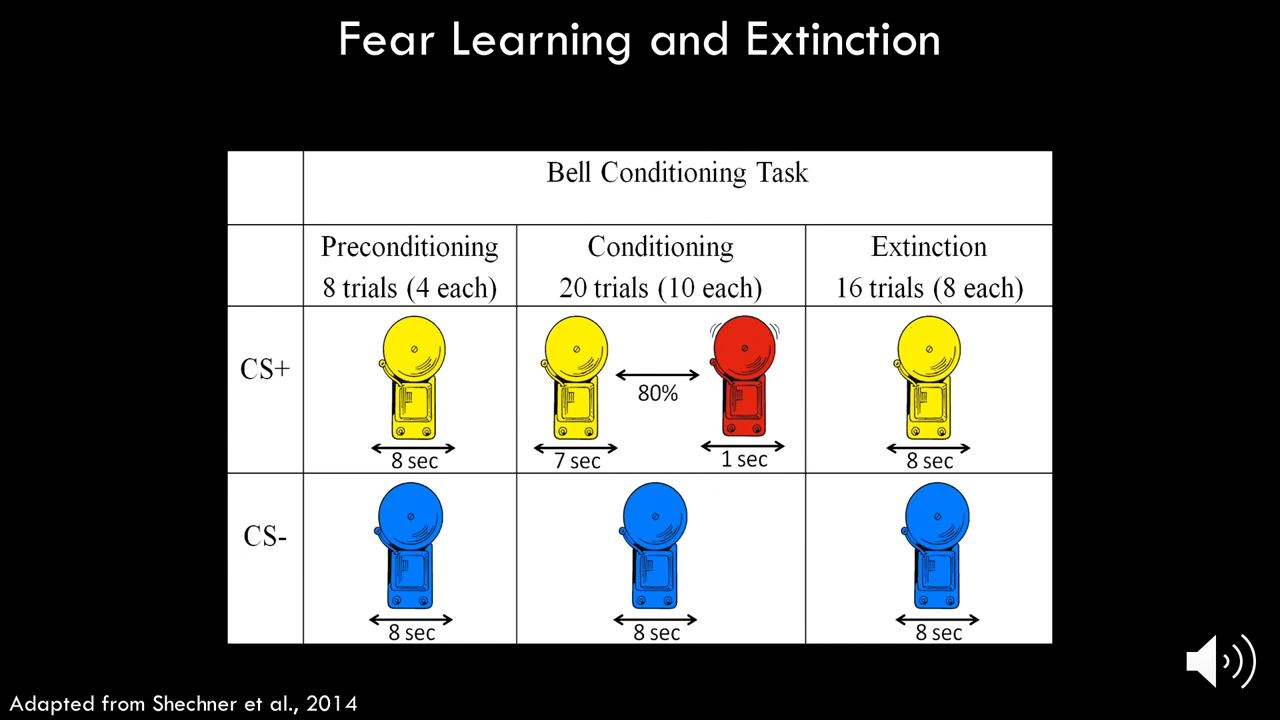 Fear Learning and Extinction
Bell Conditioning Task
Preconditioning
8 trials (4 each)
Conditioning
20 trials (10 each)
Extinction
16 trials (8 each)
CS+
8 sec
7 sec
80%
1 sec
8 sec
CS-
8 sec
8 sec
8 sec
Adapted from Shechner et al., 2014